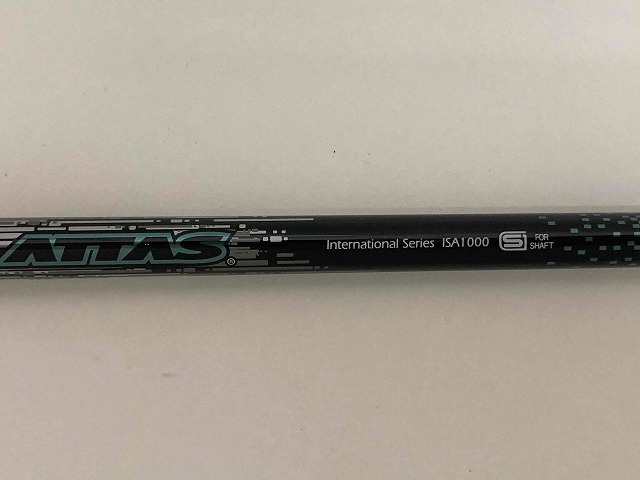 ATTAS®
International Series ISA1000
FOR
SHAFT